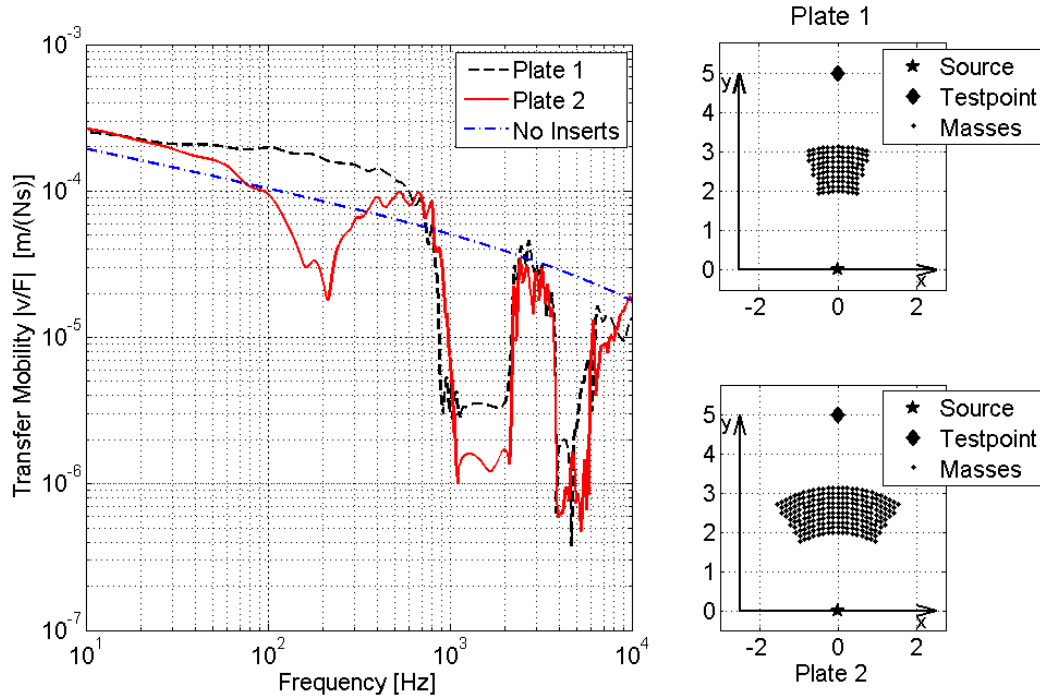 Transfer Mobility |v/F| [m/(Ns)]
10^-3
10^-4
10^-5
10^-6
10^-7
Plate 1
Plate 2
No Inserts
10^1
10^2
10^3
10^4
Frequency [Hz]
Plate 1
Source
Testpoint
Masses
y
5
4
3
2
1
0
x
-2
0
2
Source
Testpoint
Masses
y
5
4
3
2
1
0
x
-2
0
2
Plate 2